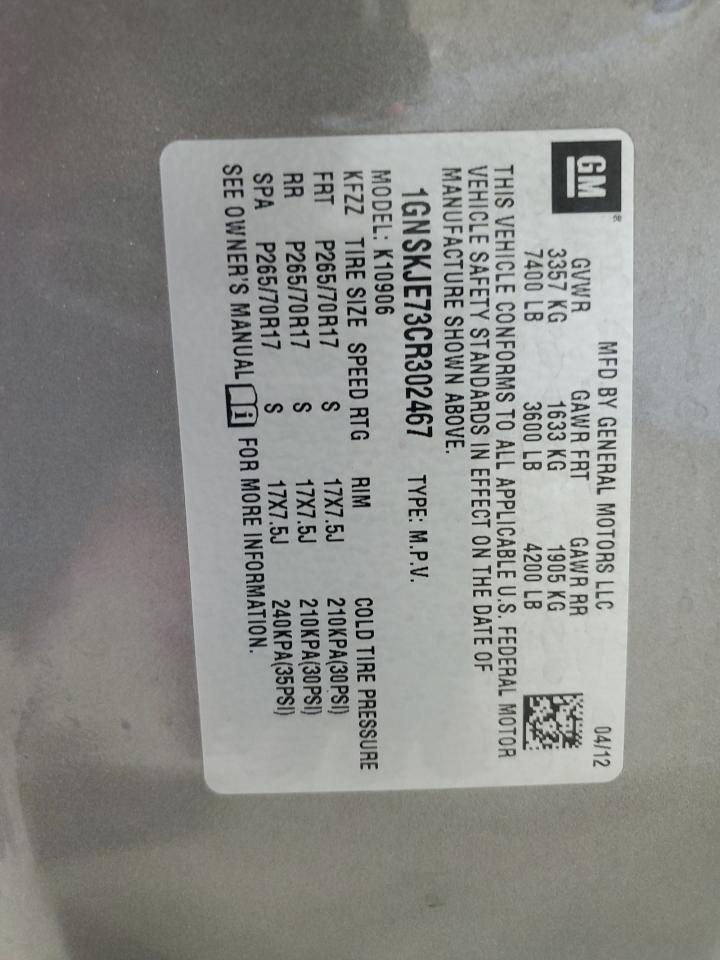 GM ®
MFD BY GENERAL MOTORS LLC 04/12
GVWR GAWR FRT GAWR RR
3357 KG 1633 KG 1905 KG
7400 LB 3600 LB 4200 LB
THIS VEHICLE CONFORMS TO ALL APPLICABLE U.S. FEDERAL MOTOR
VEHICLE SAFETY STANDARDS IN EFFECT ON THE DATE OF
MANUFACTURE SHOWN ABOVE.
1GNSKJE73CR302467 TYPE: M.P.V.
MODEL: K10906
KFZZ TIRE SIZE SPEED RTG RIM COLD TIRE PRESSURE
FRT P265/70R17 S 17X7.5J 210KPA(30PSI)
RR P265/70R17 S 17X7.5J 210KPA(30PSI)
SPA P265/70R17 S 17X7.5J 240KPA(35PSI)
SEE OWNER'S MANUAL i FOR MORE INFORMATION.